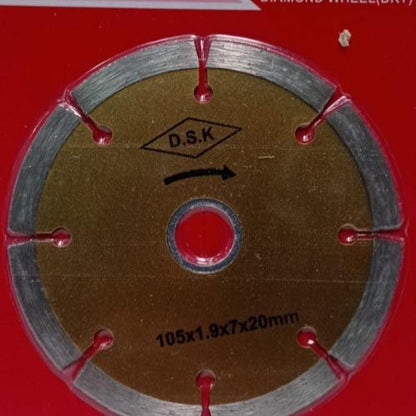 DIAMOND WHEEL(DRY)
D.S.K
105x1.9x7x20mm